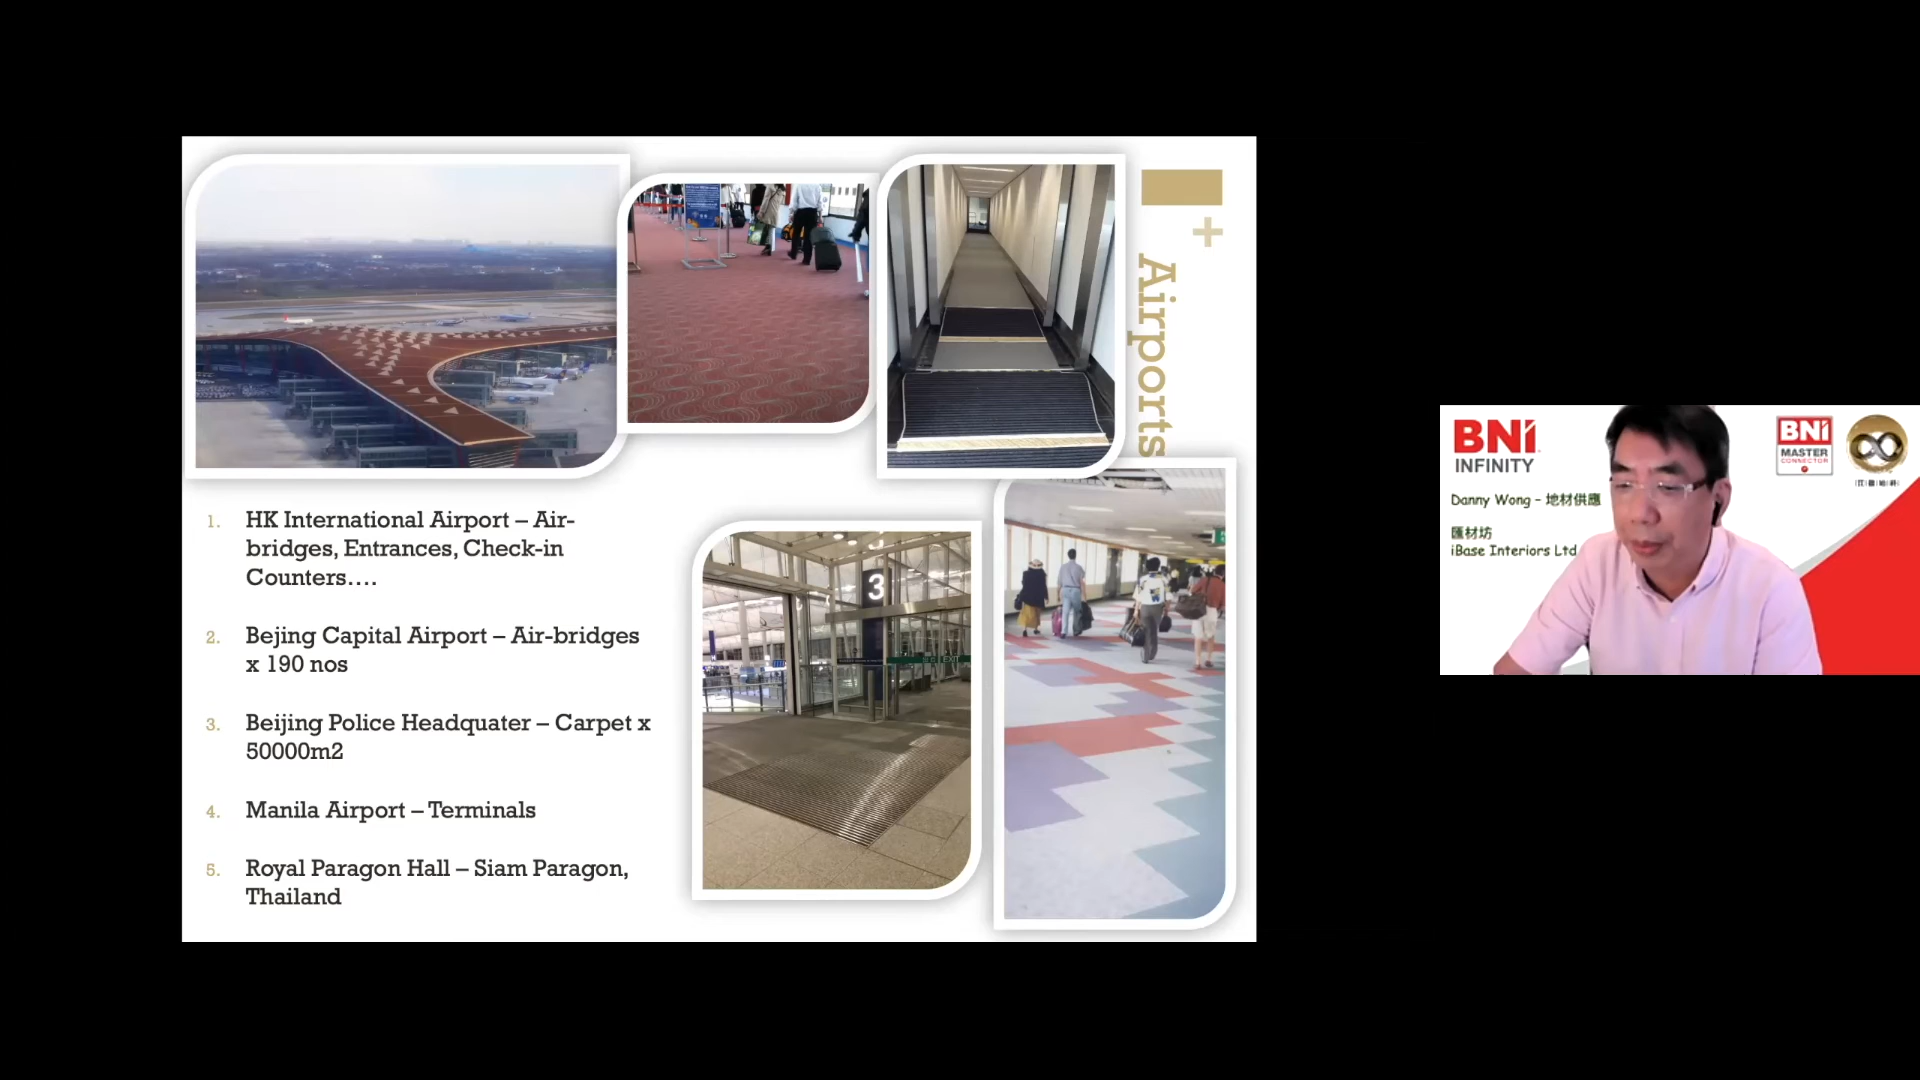 Airports
+
1. HK International Airport – Air-
bridges, Entrances, Check-in
Counters....
2. Bejing Capital Airport – Air-bridges
x 190 nos
3. Beijing Police Headquater – Carpet x
50000m2
4. Manila Airport – Terminals
5. Royal Paragon Hall – Siam Paragon,
Thailand
3
EXIT
BNI
INFINITY
Danny Wong – 地材供應
匯材坊
iBase Interiors Ltd
BNI
MASTER
CONNECTOR